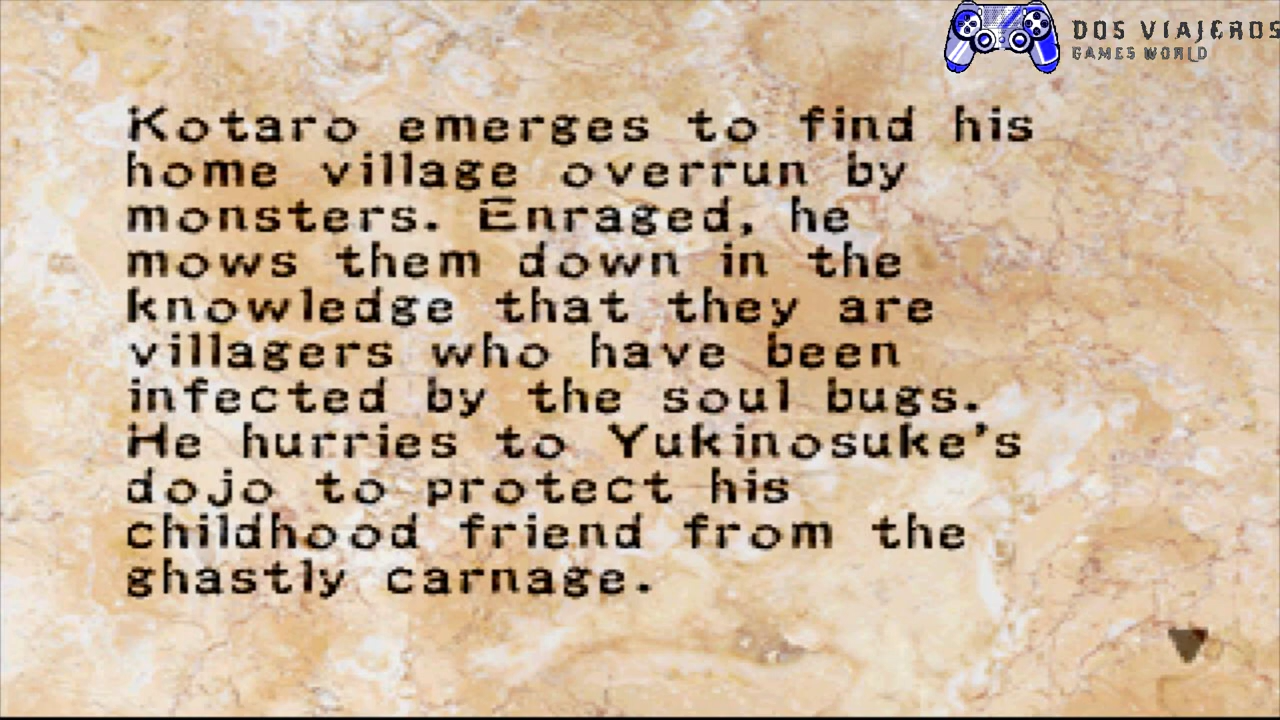 DOS VIAJEROS
GAMES WORLD
Kotaro emerges to find his
home village overrun by
monsters. Enraged, he
mows them down in the
knowledge that they are
villagers who have been
infected by the soul bugs.
He hurries to Yukinosuke's
dojo to protect his
childhood friend from the
ghastly carnage.